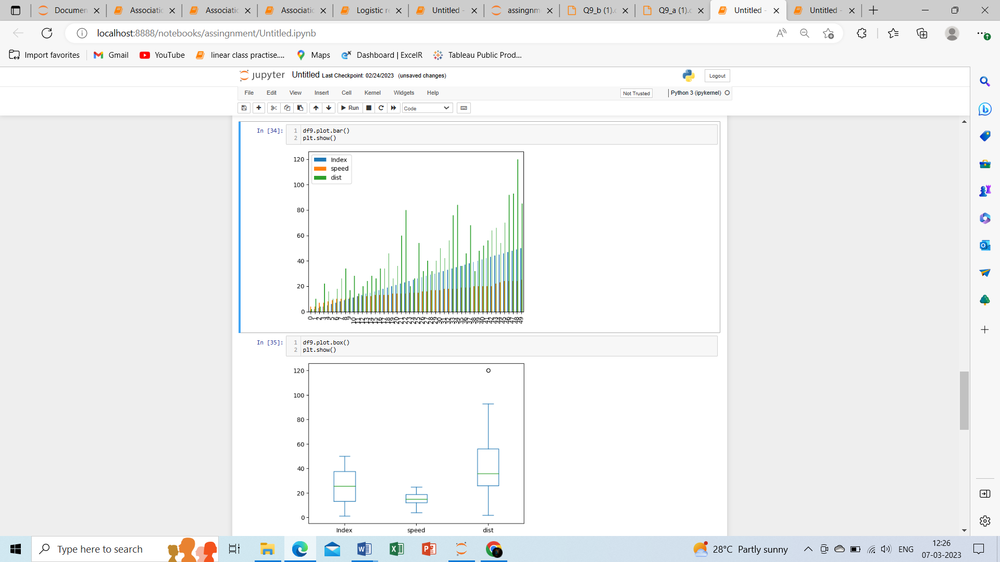 Documen
Associatic
Associatic
Associatic
Logistic re
Untitled -
assingnm
Q9_b (1).c
Q9_a (1).c
Untitled -
Untitled -
localhost:8888/notebooks/assingnment/Untitled.ipynb
Import favorites
Gmail
YouTube
linear class practise....
Maps
Dashboard | ExcelR
Tableau Public Prod...
jupyter Untitled Last Checkpoint: 02/24/2023 (unsaved changes)
Logout
File Edit View Insert Cell Kernel Widgets Help
Not Trusted
Python 3 (ipykernel)
Run
Code
In [34]:
1 df9.plot.bar()
2 plt.show()
120
100
80
60
40
20
0
Index
speed
dist
0 1 2 3 4 5 6 7 8 9 10 11 12 13 14 15 16 17 18 19 20 21 22 23 24 25 26 27 28 29 30 31 32 33 34 35 36 37 38 39 40 41 42 43 44 45 46 47 48 49
In [35]:
1 df9.plot.box()
2 plt.show()
120
100
80
60
40
20
0
Index speed dist
Type here to search
28°C Partly sunny
ENG
12:26
07-03-2023